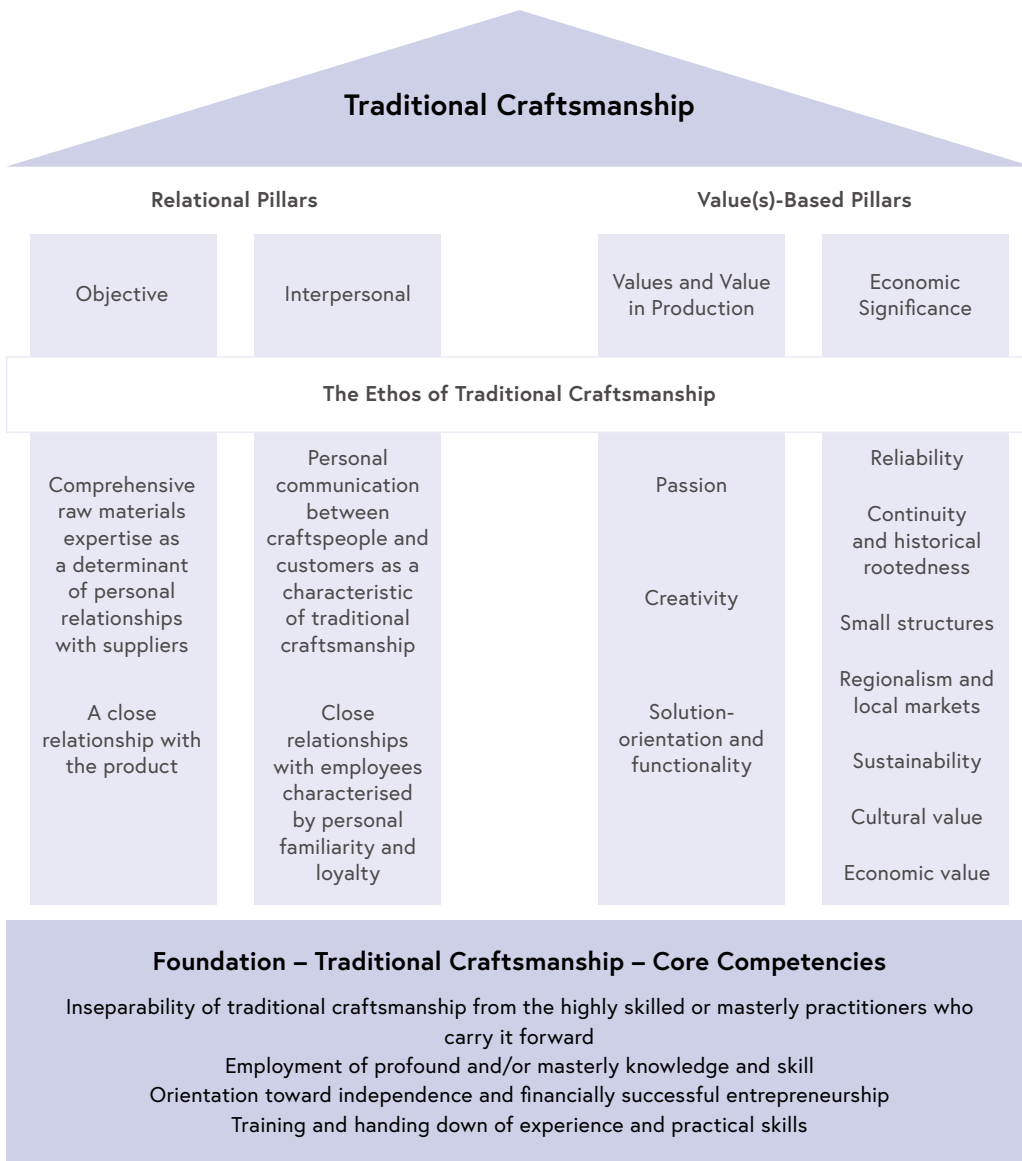 Traditional Craftsmanship
Relational Pillars
Value(s)-Based Pillars
Objective
Interpersonal
Values and Value
in Production
Economic
Significance
The Ethos of Traditional Craftsmanship
Comprehensive
raw materials
expertise as
a determinant
of personal
relationships
with suppliers
A close
relationship with
the product
Personal
communication
between
craftspeople and
customers as a
characteristic
of traditional
craftsmanship
Close
relationships
with employees
characterised
by personal
familiarity and
loyalty
Passion
Creativity
Solution-
orientation and
functionality
Reliability
Continuity
and historical
rootedness
Small structures
Regionalism and
local markets
Sustainability
Cultural value
Economic value
Foundation – Traditional Craftsmanship – Core Competencies
Inseparability of traditional craftsmanship from the highly skilled or masterly practitioners who
carry it forward
Employment of profound and/or masterly knowledge and skill
Orientation toward independence and financially successful entrepreneurship
Training and handing down of experience and practical skills